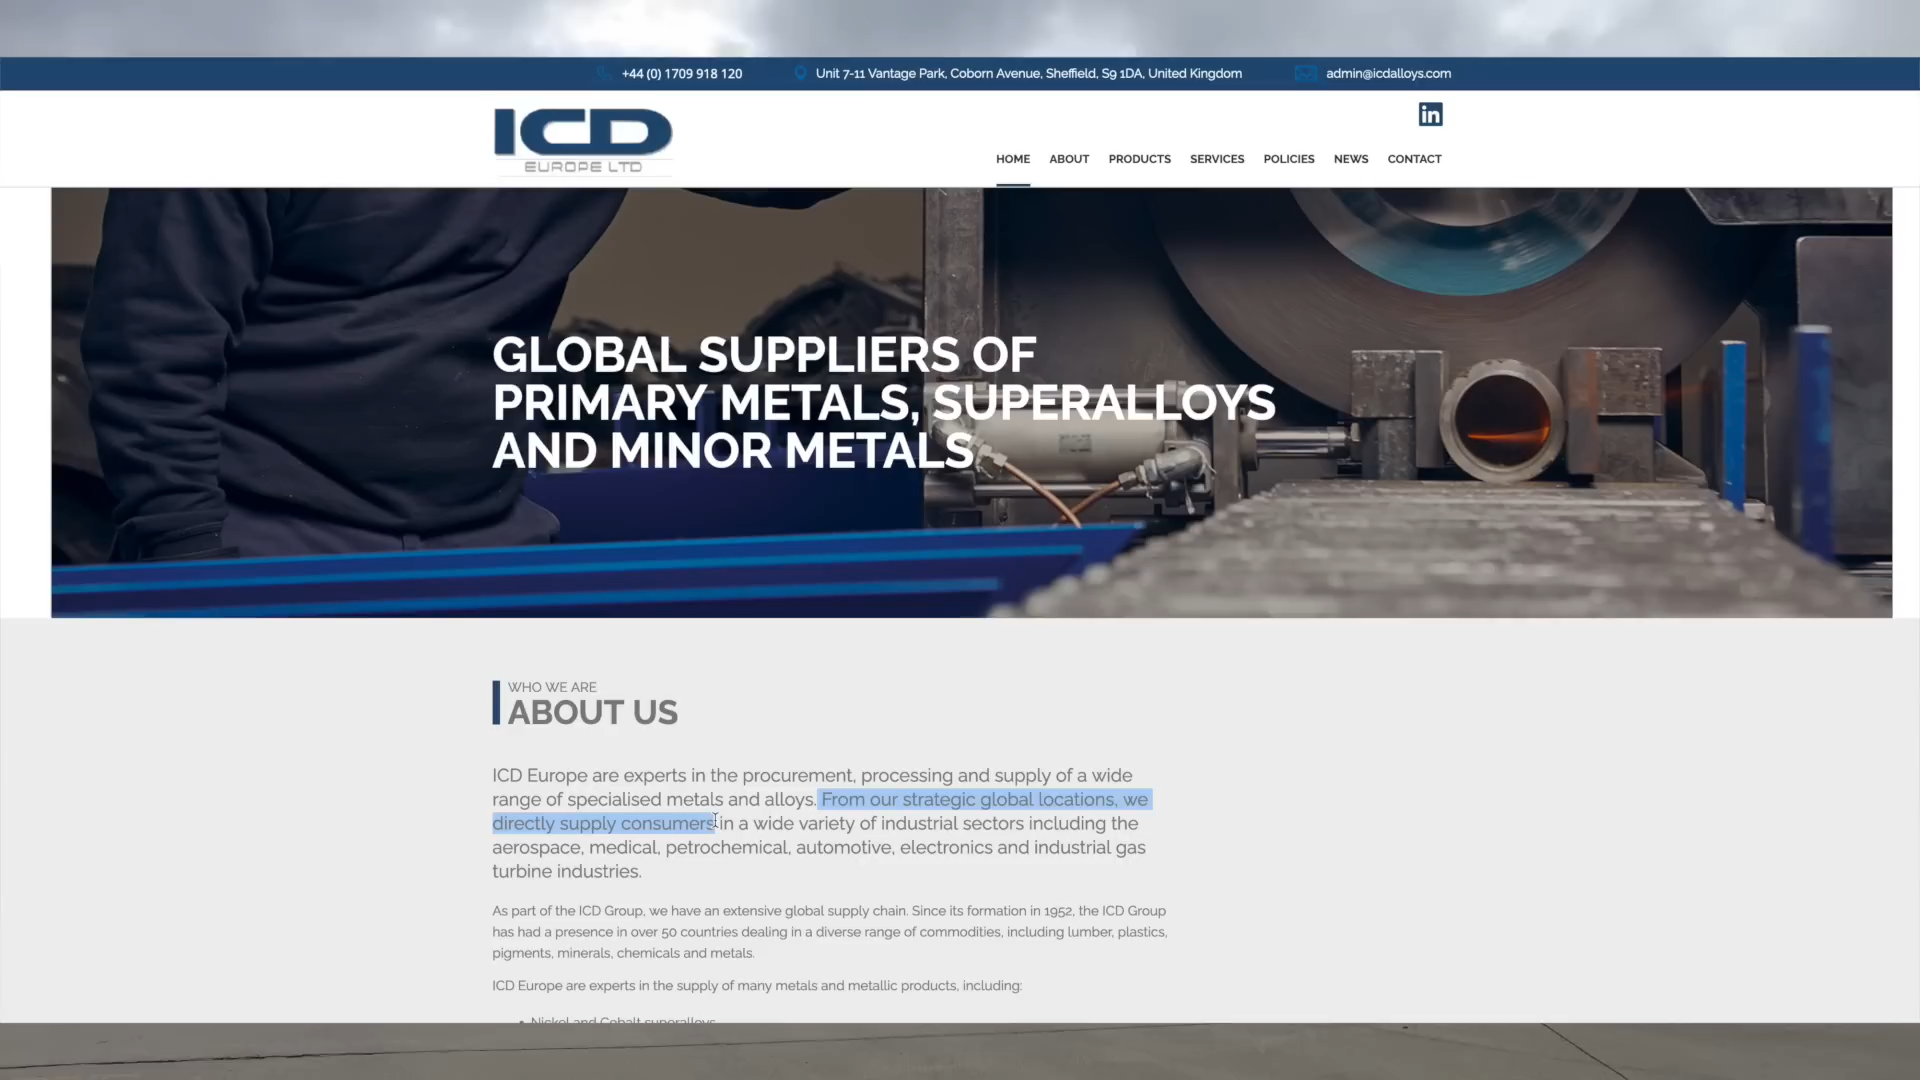 +44 (0) 1709 918 120
Unit 7-11 Vantage Park, Coborn Avenue, Sheffield, S9 1DA, United Kingdom
admin@icdalloys.com
ICD
EUROPE LTD
in
HOME ABOUT PRODUCTS SERVICES POLICIES NEWS CONTACT
GLOBAL SUPPLIERS OF
PRIMARY METALS, SUPERALLOYS
AND MINOR METALS
WHO WE ARE
ABOUT US
ICD Europe are experts in the procurement, processing and supply of a wide
range of specialised metals and alloys. From our strategic global locations, we
directly supply consumers in a wide variety of industrial sectors including the
aerospace, medical, petrochemical, automotive, electronics and industrial gas
turbine industries.
As part of the ICD Group, we have an extensive global supply chain. Since its formation in 1952, the ICD Group
has had a presence in over 50 countries dealing in a diverse range of commodities, including lumber, plastics,
pigments, minerals, chemicals and metals.
ICD Europe are experts in the supply of many metals and metallic products, including:
• Nickel and Cobalt superalloys